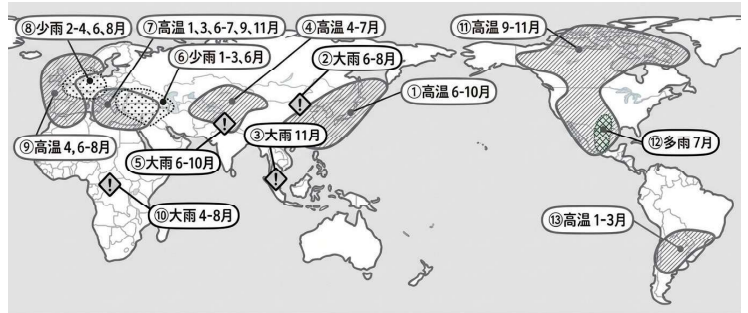 ⑧少雨 2-4、6、8月
⑦高温 1、3、6-7、9、11月
④高温 4-7月
⑪高温 9-11月
⑥少雨 1-3、6月
②大雨 6-8月
①高温 6-10月
③大雨 11月
⑫多雨 7月
⑨高温 4、6-8月
⑤大雨 6-10月
⑩大雨 4-8月
⑬高温 1-3月